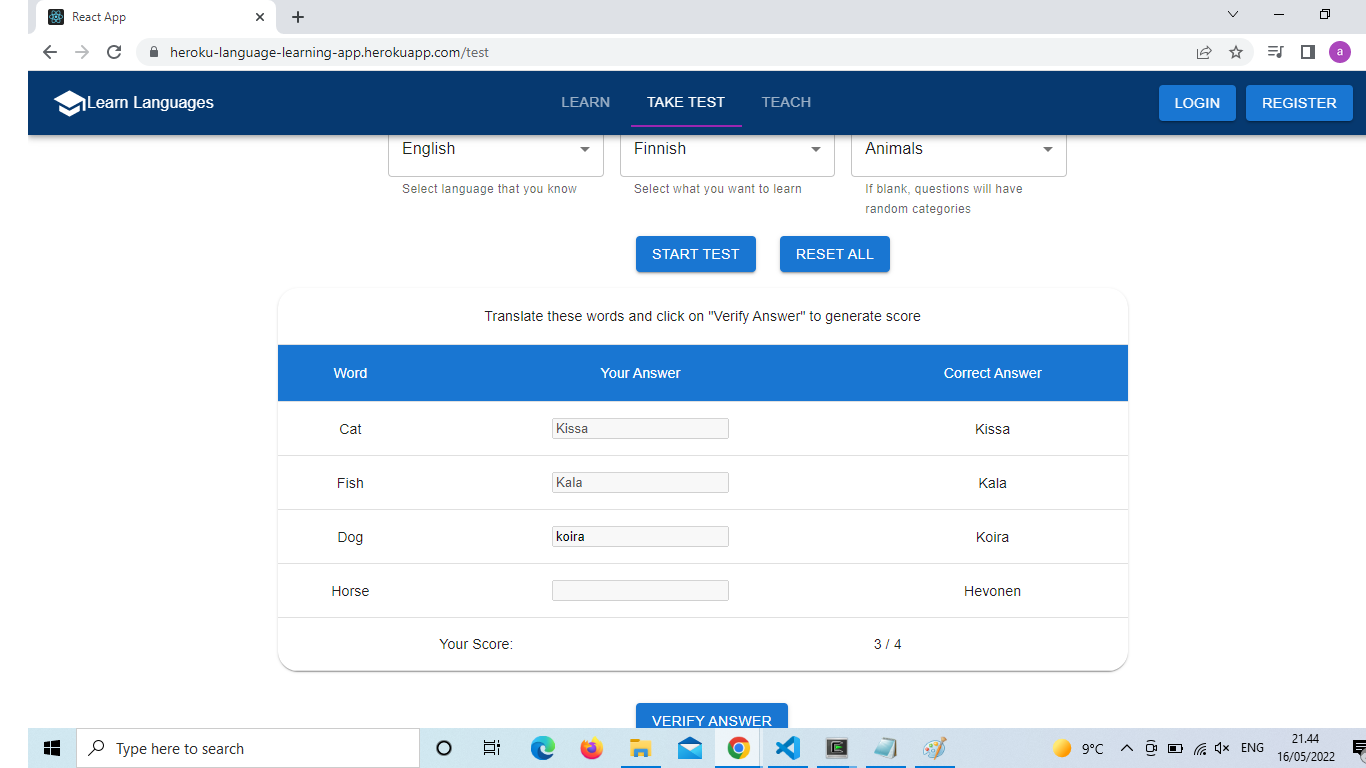 React App
heroku-language-learning-app.herokuapp.com/test
a
Learn Languages
LEARN
TAKE TEST
TEACH
LOGIN
REGISTER
English
Finnish
Animals
Select language that you know
Select what you want to learn
If blank, questions will have
random categories
START TEST
RESET ALL
Translate these words and click on "Verify Answer" to generate score
Word Your Answer Correct Answer
Cat Kissa Kissa
Fish Kala Kala
Dog koira Koira
Horse Hevonen
Your Score: 3 / 4
VERIFY ANSWER
Type here to search
9°C
ENG
21.44
16/05/2022